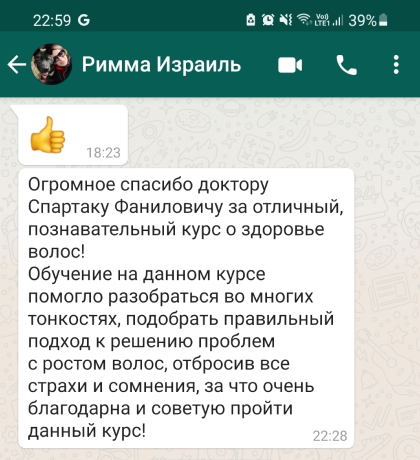 22:59 G Vo) LTE1 39%
Римма Израиль
18:23
Огромное спасибо доктору
Спартаку Фаниловичу за отличный,
познавательный курс о здоровье
волос!
Обучение на данном курсе
помогло разобраться во многих
тонкостях, подобрать правильный
подход к решению проблем
с ростом волос, отбросив все
страхи и сомнения, за что очень
благодарна и советую пройти
данный курс!
22:28